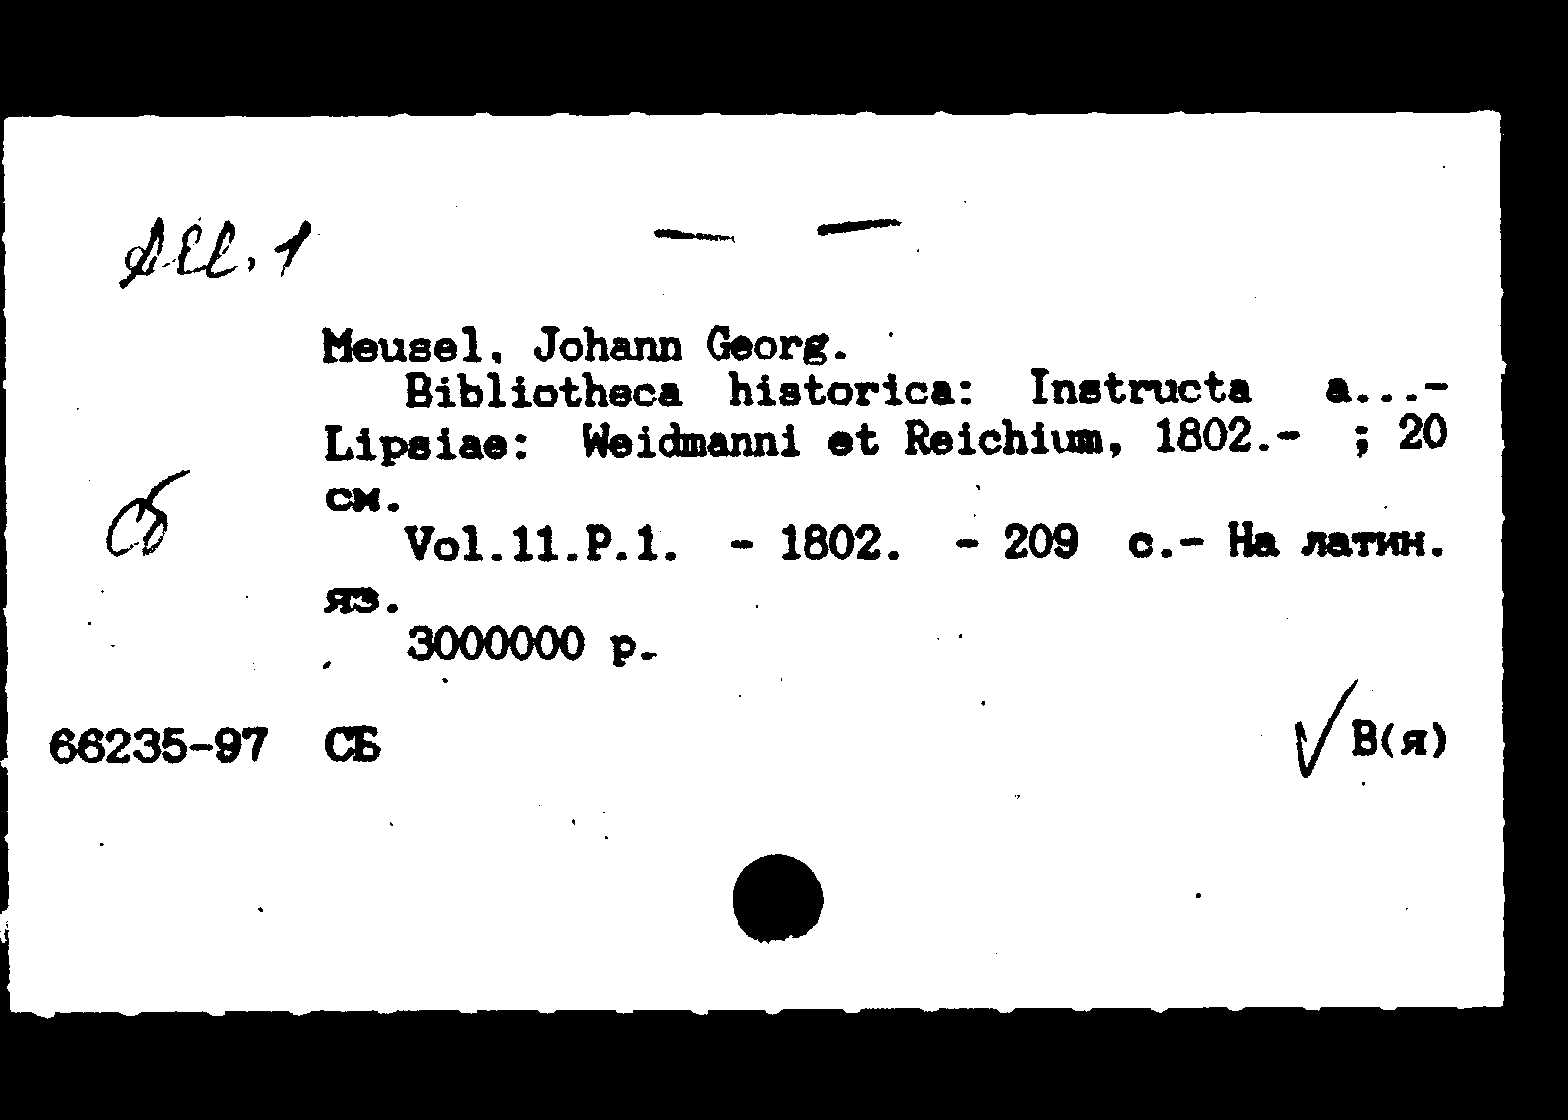 Meusel, Johann Georg.
Bibliotheca historica: Instructa a...-
Lipsiae: Weidmanni et Reichium, 1802.- ; 20
см.
Vol.11.P.1. - 1802. - 209 с.- На латин.
яз.
3000000 р.
66235-97 СБ В(я)